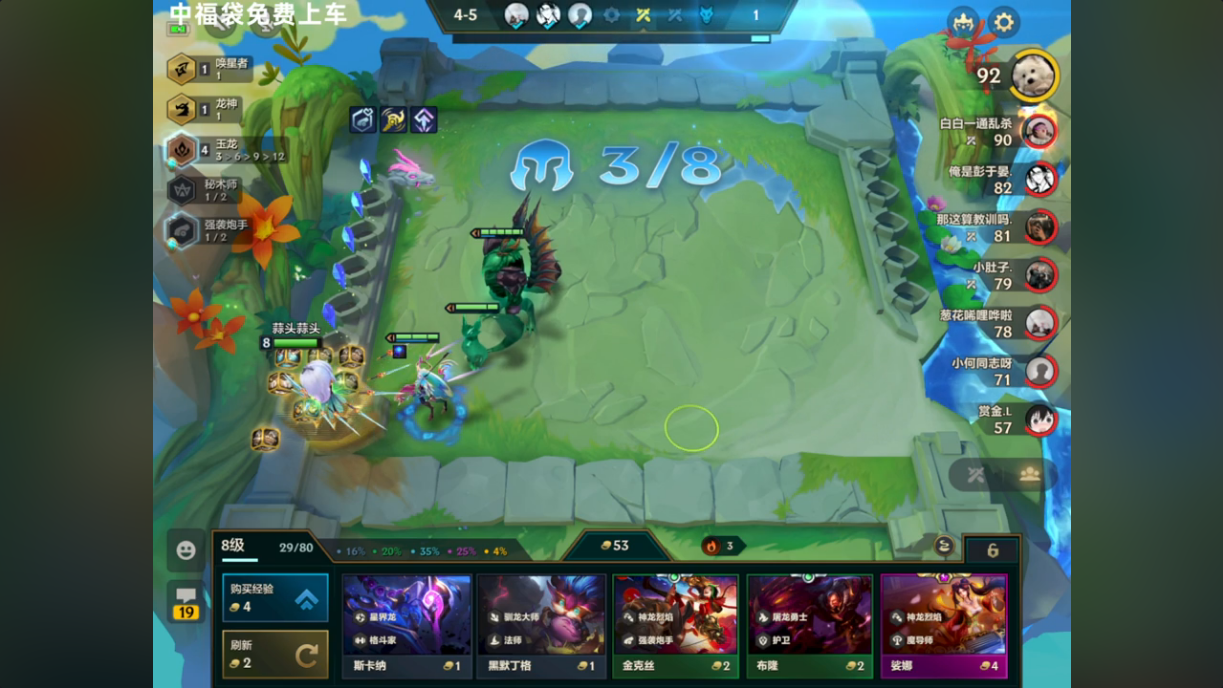 中福袋免费上车
4-5
1
1
唤星者
1
92
1
龙神
1
白白一通乱杀
90
4
玉龙
3 > 6 > 9 > 12
3/8
俺是彭于晏.
82
秘术师
1 / 2
那这算教训吗.
81
强袭炮手
1 / 2
小肚子.
79
葱花唏哩哗啦
78
蒜头蒜头
8
小何同志呀
71
赏金.L
57
8级
29/80
16%
20%
35%
25%
4%
53
3
6
购买经验
4
刷新
2
19
星界龙
格斗家
斯卡纳
1
驯龙大师
法师
黑默丁格
1
神龙烈焰
强袭炮手
金克丝
2
屠龙勇士
护卫
布隆
2
神龙烈焰
魔导师
娑娜
4